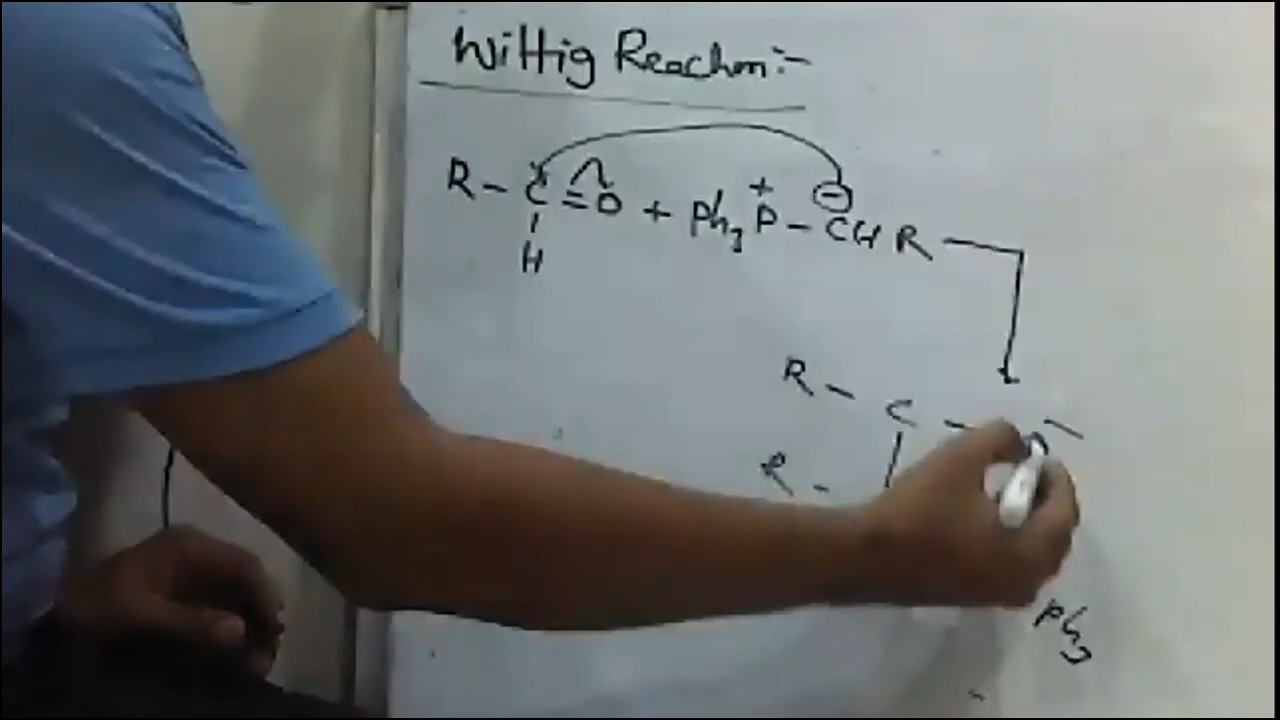 Wittig Reaction:-
R-C=O + Ph3P+-CHR
H
R-C-O-
R-
Ph3